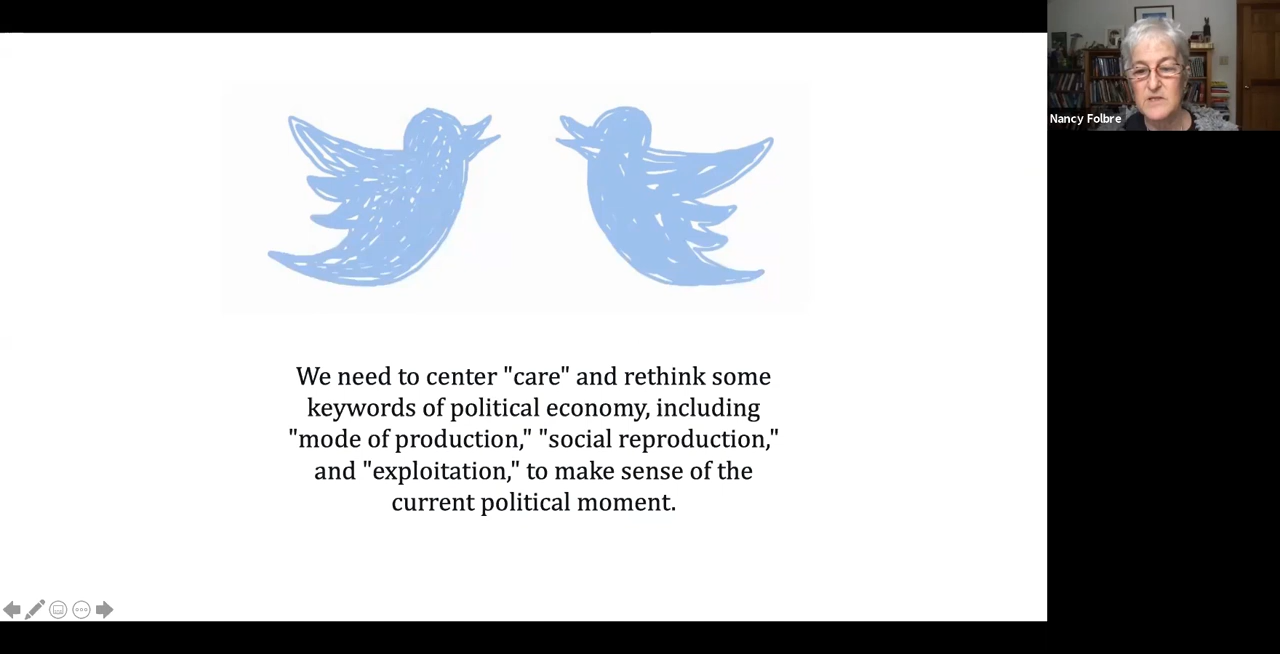 Nancy Folbre
We need to center "care" and rethink some
keywords of political economy, including
"mode of production," "social reproduction,"
and "exploitation," to make sense of the
current political moment.